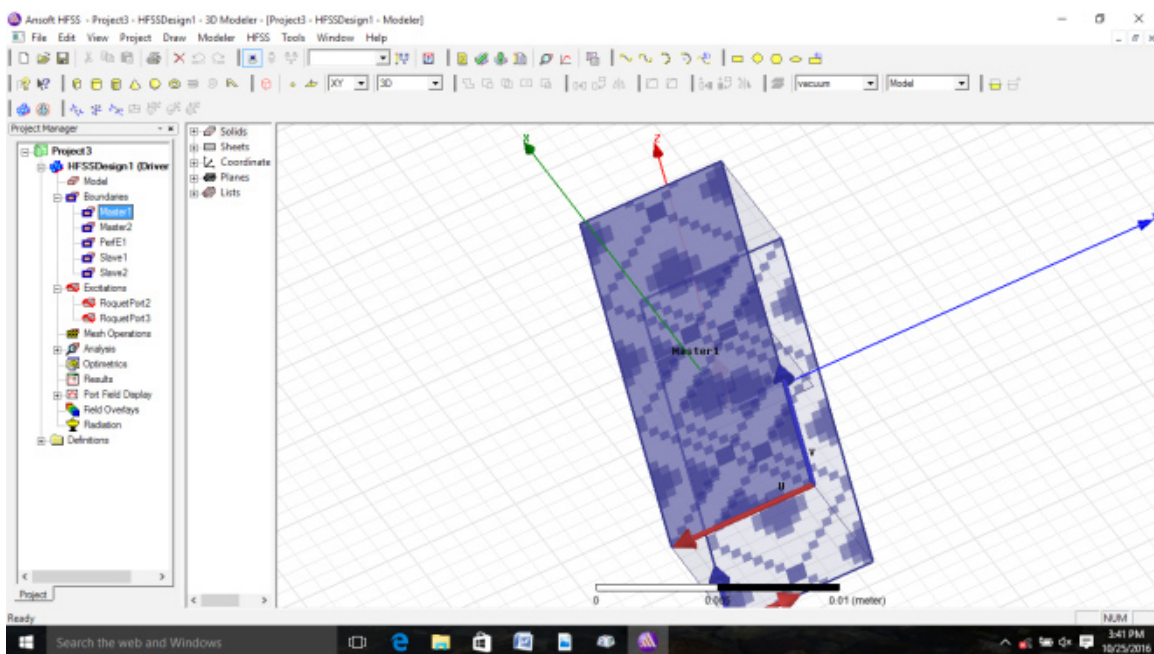 Ansoft HFSS - Project3 - HFSSDesign1 - 3D Modeler - [Project3 - HFSSDesign1 - Modeler]
File Edit View Project Draw Modeler HFSS Tools Window Help
XY 3D vacuum Model
Project Manager
Project3
HFSSDesign1 (Driver
Model
Boundaries
Master1
Master2
PerfE1
Slave1
Slave2
Excitations
FloquetPort2
FloquetPort3
Mesh Operations
Analysis
Optimetrics
Results
Port Field Display
Field Overlays
Radiation
Definitions
Project
Solids
Sheets
Coordinate
Planes
Lists
X
Z
Master1
V
U
0 0.01 (meter)
Ready
NUM
Search the web and Windows
3:41 PM
10/25/2016